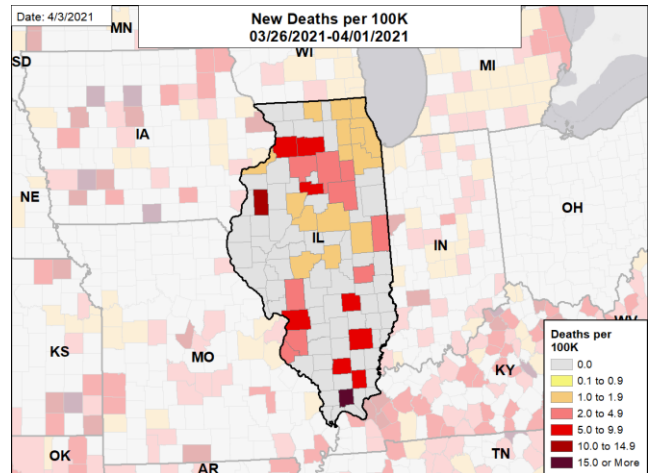 Date: 4/3/2021
New Deaths per 100K
03/26/2021-04/01/2021
MN
WI
SD
MI
IA
NE
OH
IL
IN
WV
KS
MO
KY
OK
AR
TN
Deaths per
100K
0.0
0.1 to 0.9
1.0 to 1.9
2.0 to 4.9
5.0 to 9.9
10.0 to 14.9
15.0 or More